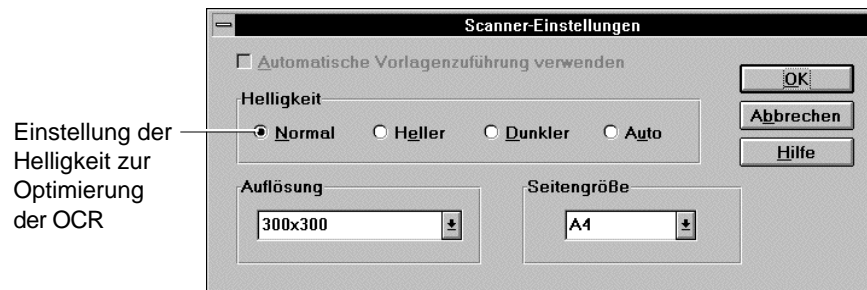 Scanner-Einstellungen
Automatische Vorlagenzuführung verwenden
OK
Helligkeit
Abbrechen
Einstellung der
Helligkeit zur
Optimierung
der OCR
Normal Heller Dunkler Auto
Hilfe
Auflösung Seitengröße
300x300 A4